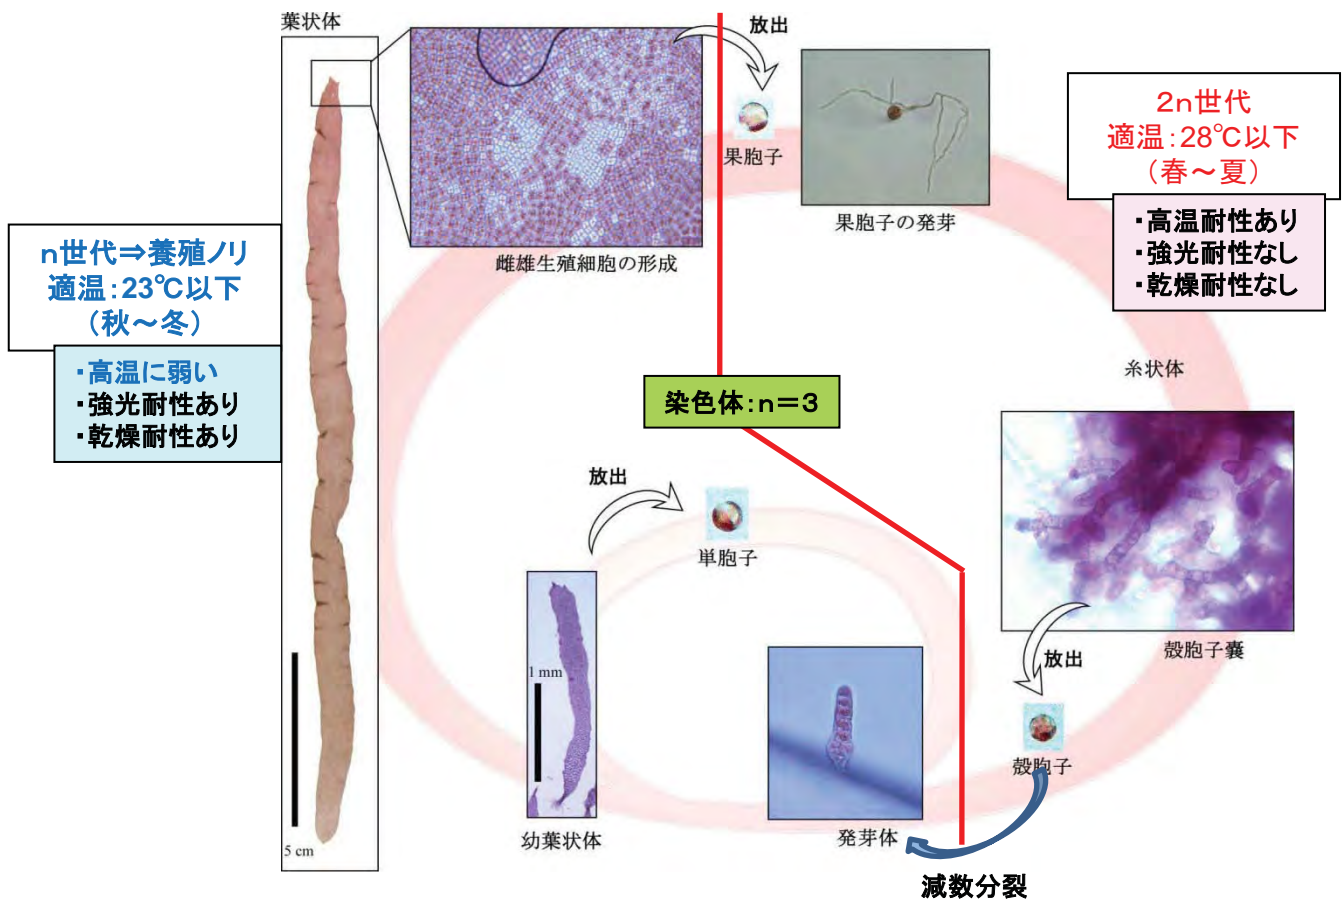 葉状体
放出
果胞子
果胞子の発芽
雌雄生殖細胞の形成
2n世代
適温:28℃以下
(春~夏)
・高温耐性あり
・強光耐性なし
・乾燥耐性なし
n世代⇒養殖ノリ
適温:23℃以下
(秋~冬)
・高温に弱い
・強光耐性あり
・乾燥耐性あり
染色体:n=3
糸状体
放出
単胞子
殻胞子嚢
放出
殻胞子
1 mm
幼葉状体
発芽体
5 cm
減数分裂